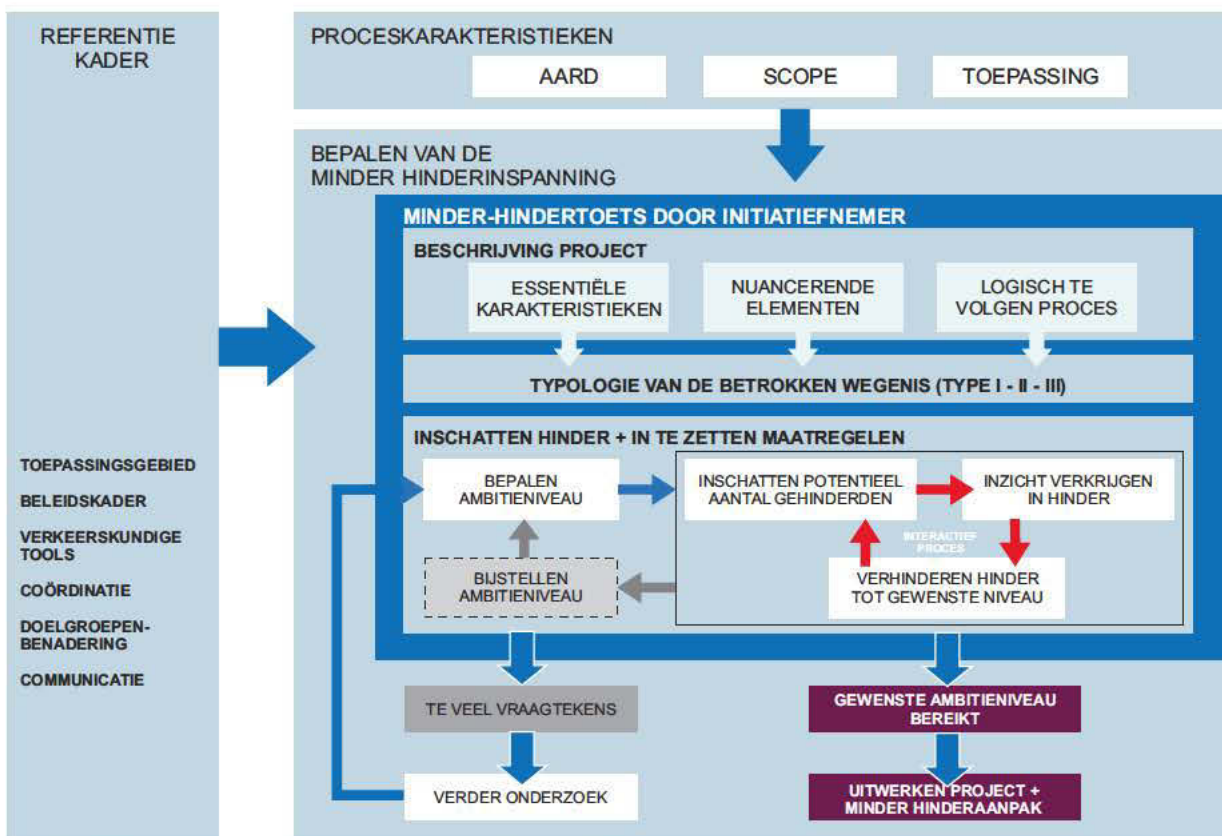 REFERENTIE
KADER
TOEPASSINGSGEBIED
BELEIDSKADER
VERKEERSKUNDIGE
TOOLS
COÖRDINATIE
DOELGROEPEN-
BENADERING
COMMUNICATIE
PROCESKARAKTERISTIEKEN
AARD
SCOPE
TOEPASSING
BEPALEN VAN DE
MINDER HINDERINSPANNING
MINDER-HINDERTOETS DOOR INITIATIEFNEMER
BESCHRIJVING PROJECT
ESSENTIËLE
KARAKTERISTIEKEN
NUANCERENDE
ELEMENTEN
LOGISCH TE
VOLGEN PROCES
TYPOLOGIE VAN DE BETROKKEN WEGENIS (TYPE I - II - III)
INSCHATTEN HINDER + IN TE ZETTEN MAATREGELEN
BEPALEN
AMBITIENIVEAU
INSCHATTEN POTENTIEEL
AANTAL GEHINDERDEN
INZICHT VERKRIJGEN
IN HINDER
INTERACTIEF
PROCES
BIJSTELLEN
AMBITIENIVEAU
VERHINDEREN HINDER
TOT GEWENSTE NIVEAU
TE VEEL VRAAGTEKENS
GEWENSTE AMBITIENIVEAU
BEREIKT
VERDER ONDERZOEK
UITWERKEN PROJECT +
MINDER HINDERAANPAK